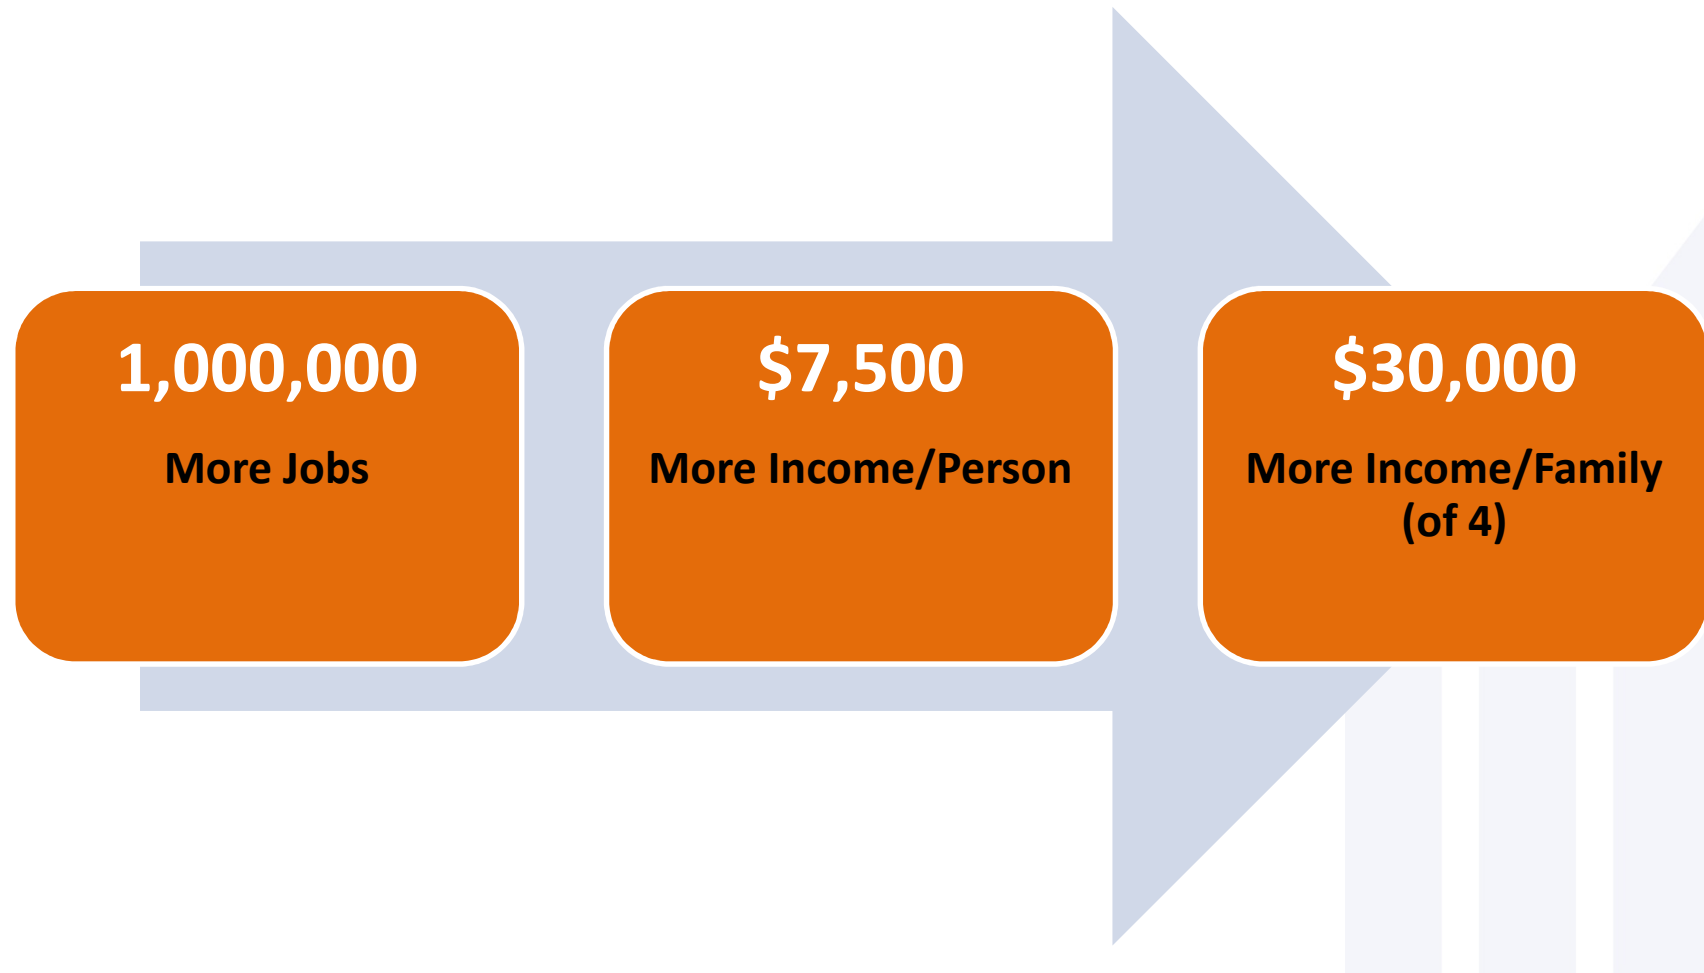 1,000,000
More Jobs
$7,500
More Income/Person
$30,000
More Income/Family
(of 4)